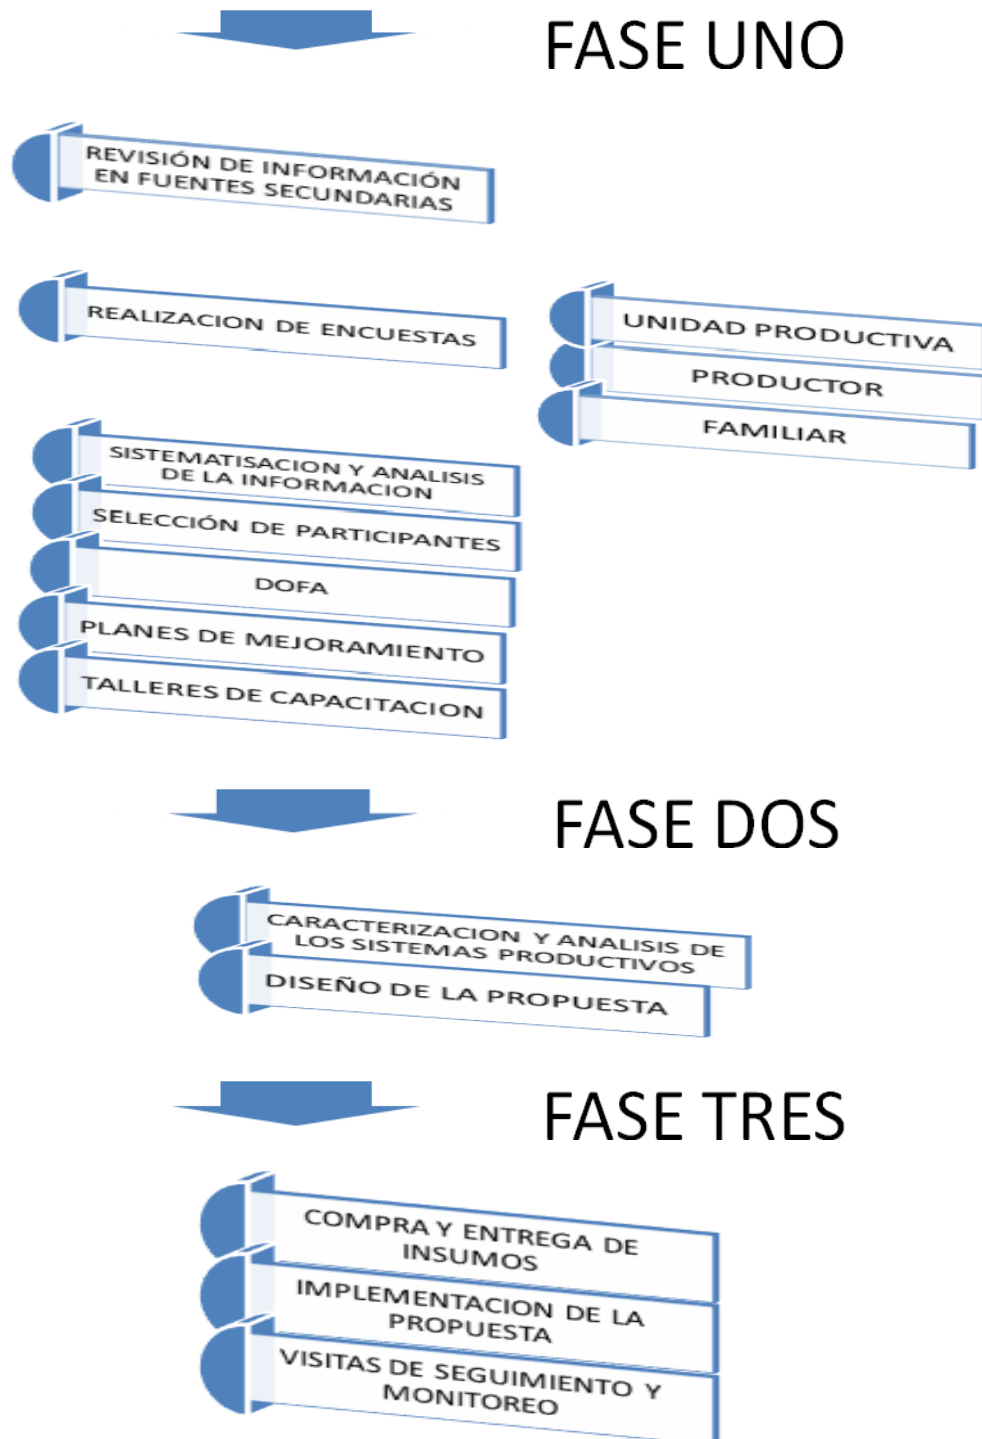 FASE UNO
REVISIÓN DE INFORMACIÓN
EN FUENTES SECUNDARIAS
REALIZACION DE ENCUESTAS
UNIDAD PRODUCTIVA
PRODUCTOR
FAMILIAR
SISTEMATISACION Y ANALISIS
DE LA INFORMACION
SELECCIÓN DE PARTICIPANTES
DOFA
PLANES DE MEJORAMIENTO
TALLERES DE CAPACITACION
FASE DOS
CARACTERIZACION Y ANALISIS DE
LOS SISTEMAS PRODUCTIVOS
DISEÑO DE LA PROPUESTA
FASE TRES
COMPRA Y ENTREGA DE
INSUMOS
IMPLEMENTACION DE LA
PROPUESTA
VISITAS DE SEGUIMIENTO Y
MONITOREO